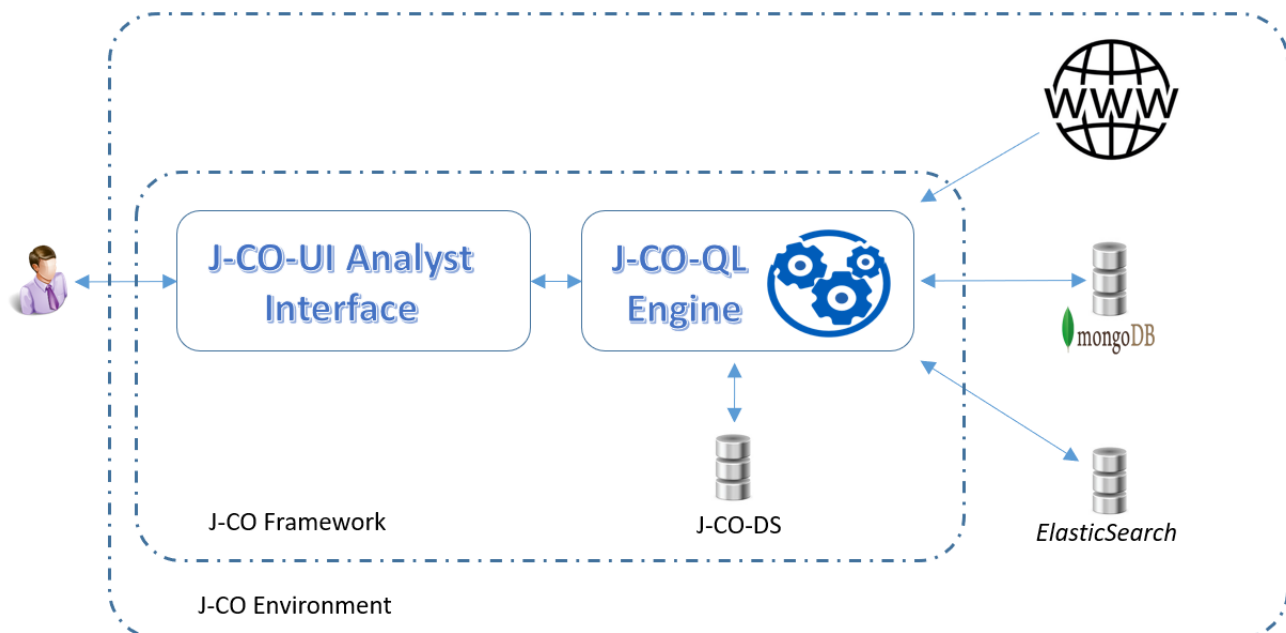 WWW
J-CO-UI Analyst
Interface
J-CO-QL
Engine
mongoDB
J-CO Framework
J-CO-DS
ElasticSearch
J-CO Environment